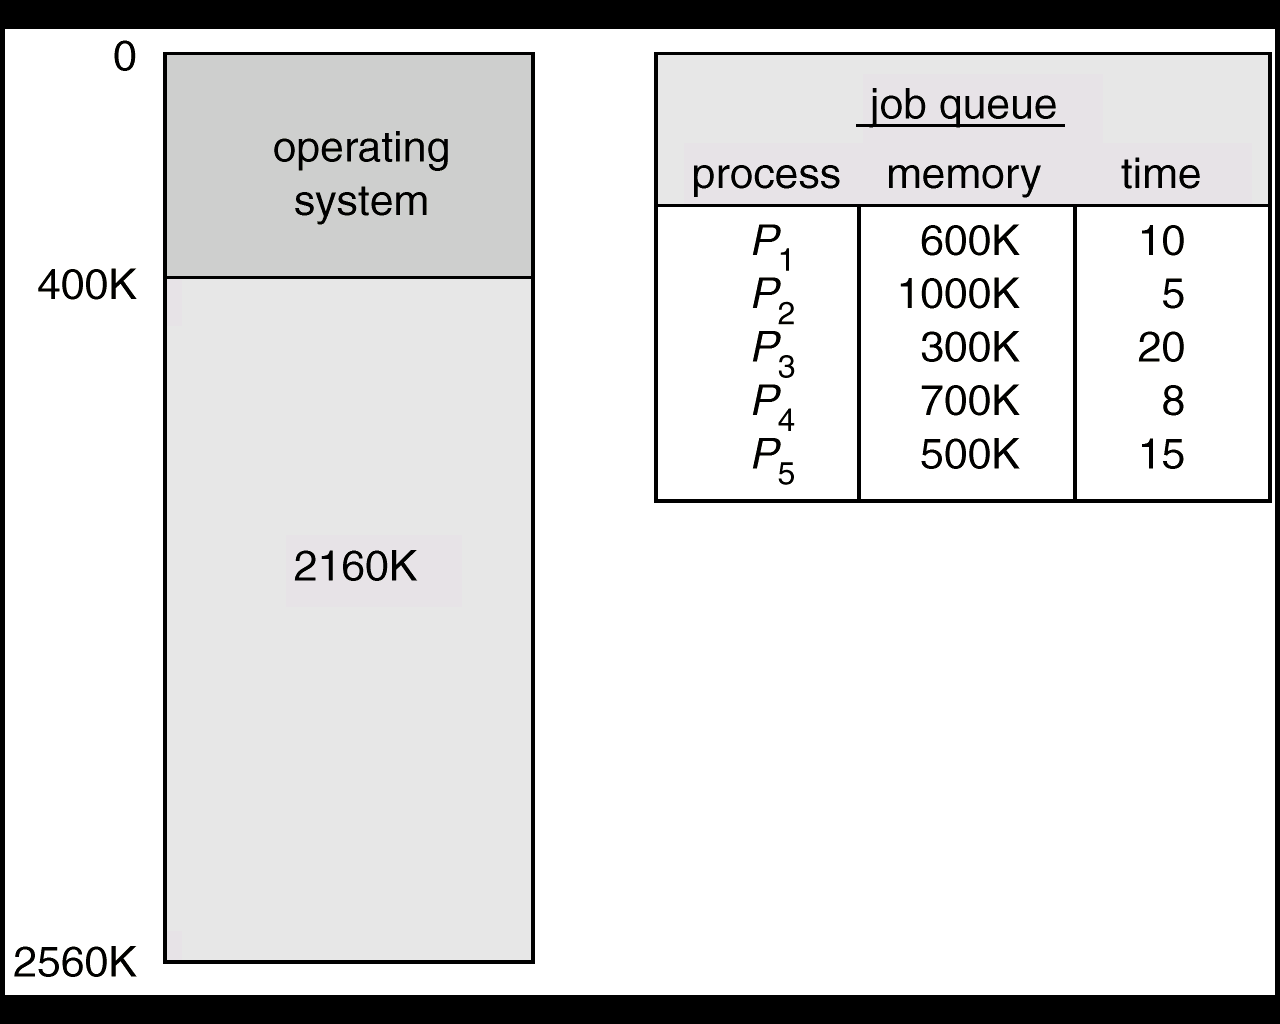 0
operating
system
400K
2160K
2560K
job queue
process memory time
P1 600K 10
P2 1000K 5
P3 300K 20
P4 700K 8
P5 500K 15